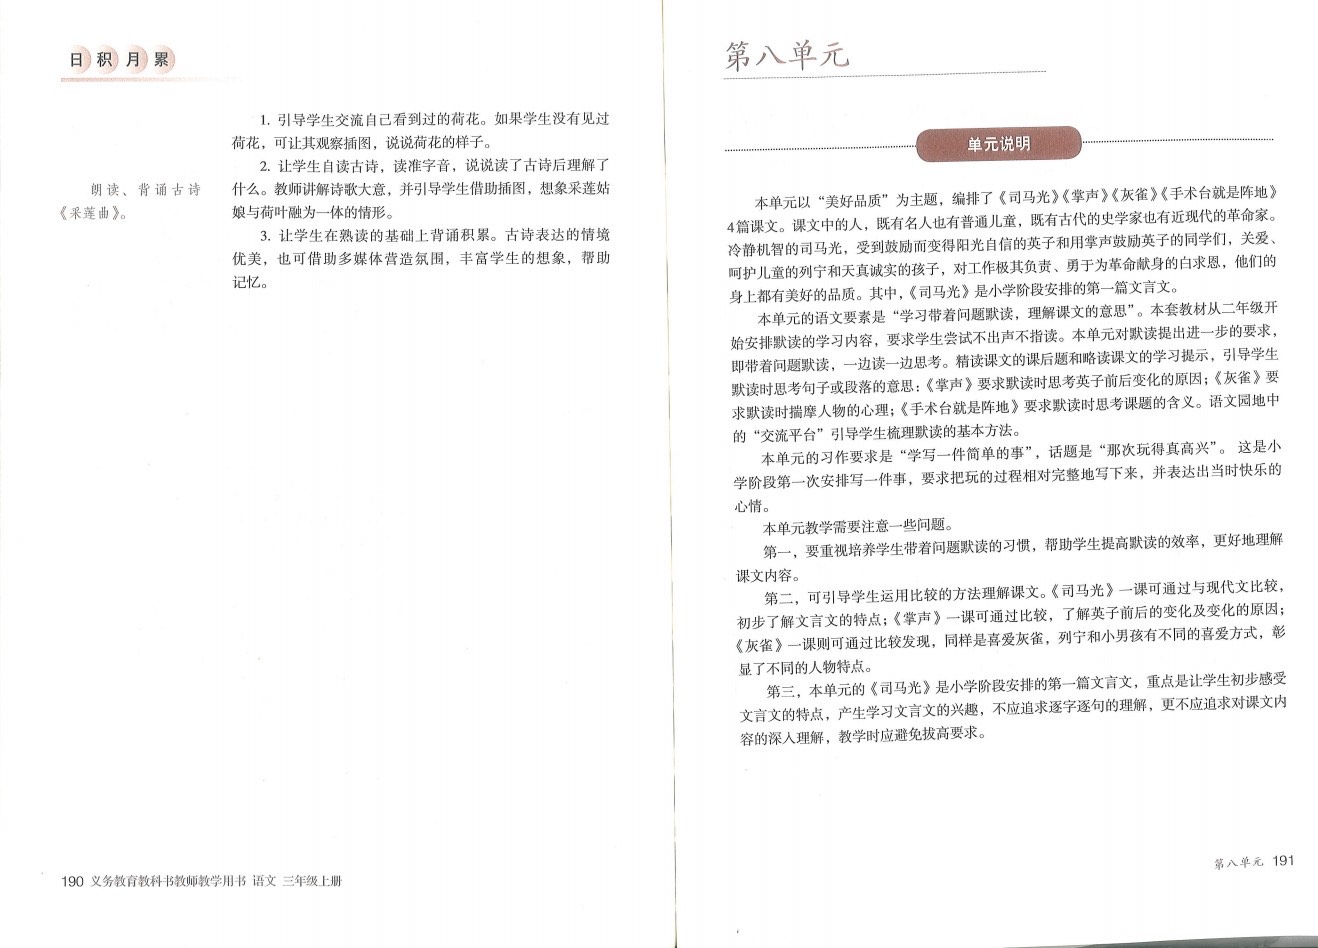 日积月累
朗读、背诵古诗
《采莲曲》。
1. 引导学生交流自己看到过的荷花。如果学生没有见过
荷花，可让其观察插图，说说荷花的样子。
2. 让学生自读古诗，读准字音，说说读了古诗后理解了
什么。教师讲解诗歌大意，并引导学生借助插图，想象采莲姑
娘与荷叶融为一体的情形。
3. 让学生在熟读的基础上背诵积累。古诗表达的情境
优美，也可借助多媒体营造氛围，丰富学生的想象，帮助
记忆。
190 义务教育教科书教师教学用书 语文 三年级上册
第八单元
单元说明
本单元以“美好品质”为主题，编排了《司马光》《掌声》《灰雀》《手术台就是阵地》
4篇课文。课文中的人，既有名人也有普通儿童，既有古代的史学家也有近现代的革命家。
冷静机智的司马光，受到鼓励而变得阳光自信的英子和用掌声鼓励英子的同学们，关爱、
呵护儿童的列宁和天真诚实的孩子，对工作极其负责、勇于为革命献身的白求恩，他们的
身上都有美好的品质。其中，《司马光》是小学阶段安排的第一篇文言文。
本单元的语文要素是“学习带着问题默读，理解课文的意思”。本套教材从二年级开
始安排默读的学习内容，要求学生尝试不出声不指读。本单元对默读提出进一步的要求，
即带着问题默读，一边读一边思考。精读课文的课后题和略读课文的学习提示，引导学生
默读时思考句子或段落的意思：《掌声》要求默读时思考英子前后变化的原因；《灰雀》要
求默读时揣摩人物的心理；《手术台就是阵地》要求默读时思考课题的含义。语文园地中
的“交流平台”引导学生梳理默读的基本方法。
本单元的习作要求是“学写一件简单的事”，话题是“那次玩得真高兴”。 这是小
学阶段第一次安排写一件事，要求把玩的过程相对完整地写下来，并表达出当时快乐的
心情。
本单元教学需要注意一些问题。
第一，要重视培养学生带着问题默读的习惯，帮助学生提高默读的效率，更好地理解
课文内容。
第二，可引导学生运用比较的方法理解课文。《司马光》一课可通过与现代文比较，
初步了解文言文的特点；《掌声》一课可通过比较，了解英子前后的变化及变化的原因；
《灰雀》一课则可通过比较发现，同样是喜爱灰雀，列宁和小男孩有不同的喜爱方式，彰
显了不同的人物特点。
第三，本单元的《司马光》是小学阶段安排的第一篇文言文，重点是让学生初步感受
文言文的特点，产生学习文言文的兴趣，不应追求逐字逐句的理解，更不应追求对课文内
容的深入理解，教学时应避免拔高要求。
第八单元 191